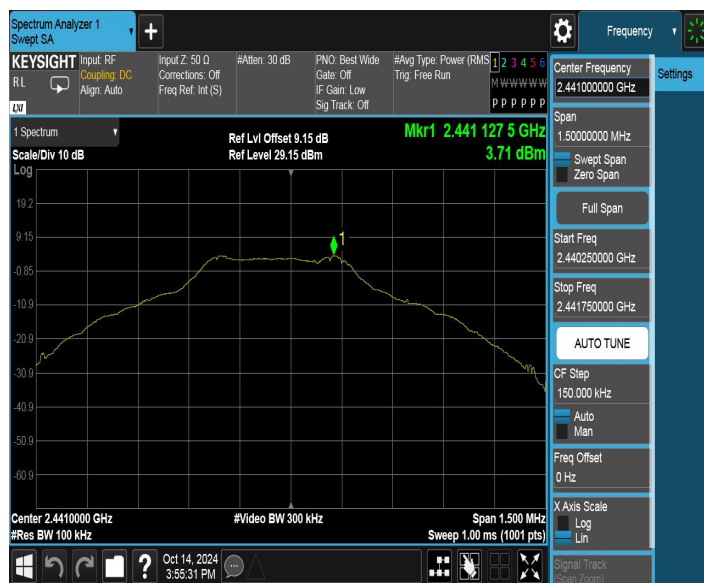 Spectrum Analyzer 1
Swept SA
+
Frequency
KEYSIGHT
RL
LXI
Input: RF
Coupling: DC
Align: Auto
Input Z: 50 Ω
Corrections: Off
Freq Ref: Int (S)
#Atten: 30 dB
PNO: Best Wide
Gate: Off
IF Gain: Low
Sig Track: Off
#Avg Type: Power (RMS
Trig: Free Run
1 2 3 4 5 6
M W W W W W
P P P P P P
1 Spectrum
Scale/Div 10 dB
Log
Ref Lvl Offset 9.15 dB
Ref Level 29.15 dBm
Mkr1 2.441 127 5 GHz
3.71 dBm
1
19.2
9.15
-0.85
-10.9
-20.9
-30.9
-40.9
-50.9
-60.9
Center 2.4410000 GHz
#Res BW 100 kHz
#Video BW 300 kHz
Span 1.500 MHz
Sweep 1.00 ms (1001 pts)
Center Frequency
2.441000000 GHz
Settings
Span
1.50000000 MHz
Swept Span
Zero Span
Full Span
Start Freq
2.440250000 GHz
Stop Freq
2.441750000 GHz
AUTO TUNE
CF Step
150.000 kHz
Auto
Man
Freq Offset
0 Hz
X Axis Scale
Log
Lin
Signal Track
(Span Zoom)
?
Oct 14, 2024
3:55:31 PM